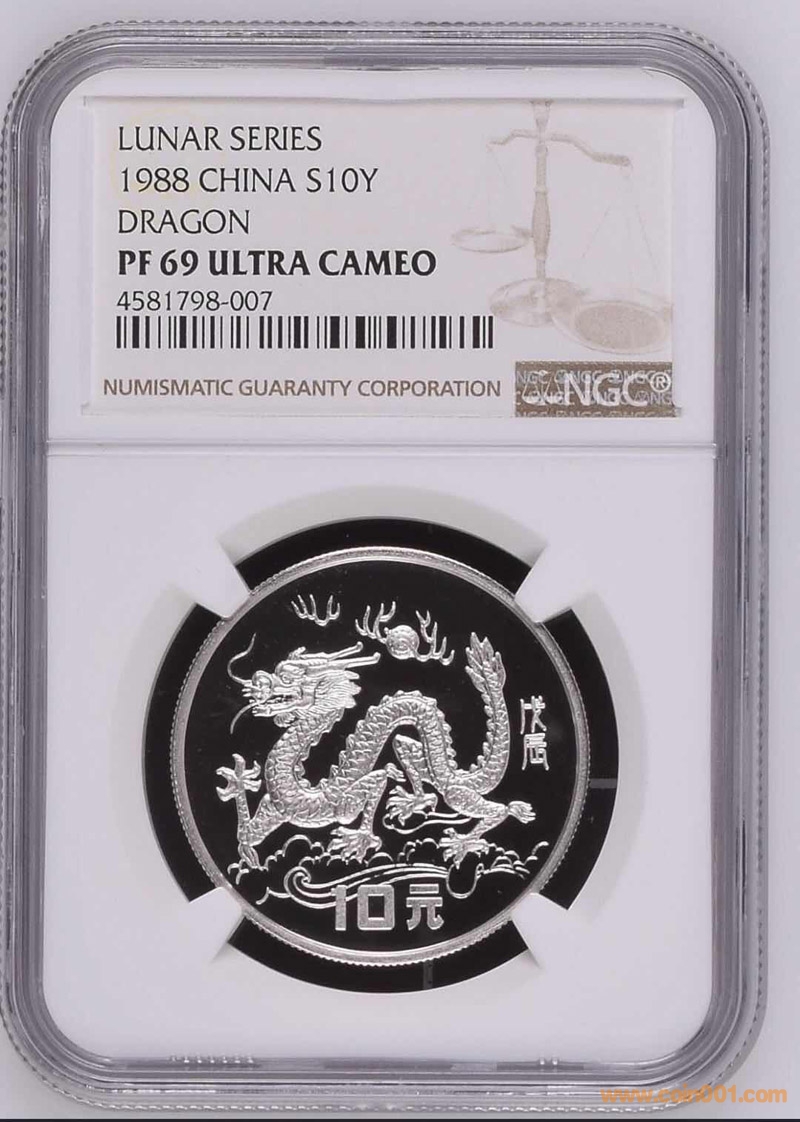 LUNAR SERIES
1988 CHINA S10Y
DRAGON
PF 69 ULTRA CAMEO
4581798-007
NUMISMATIC GUARANTY CORPORATION
NGC®
戊辰
10元
www.coin001.com